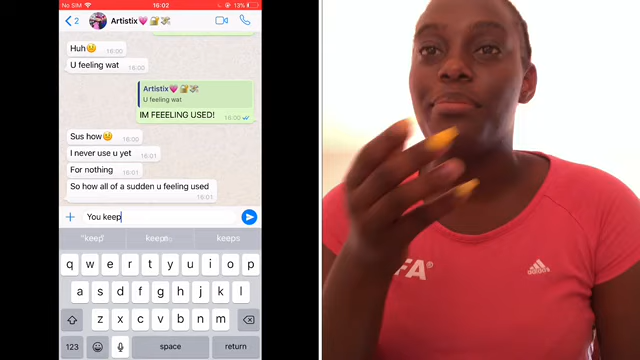 No SIM
16:02
13%
2
Artistix
Huh
16:00
U feeling wat
16:00
Artistix
U feeling wat
IM FEEELING USED!
16:00
Sus how
16:00
I never use u yet
16:01
For nothing
16:01
So how all of a sudden u feeling used
16:01
You keep
"keep"
keeps
q w e r t y u i o p
a s d f g h j k l
z x c v b n m
123
space
return
FA®
adidas